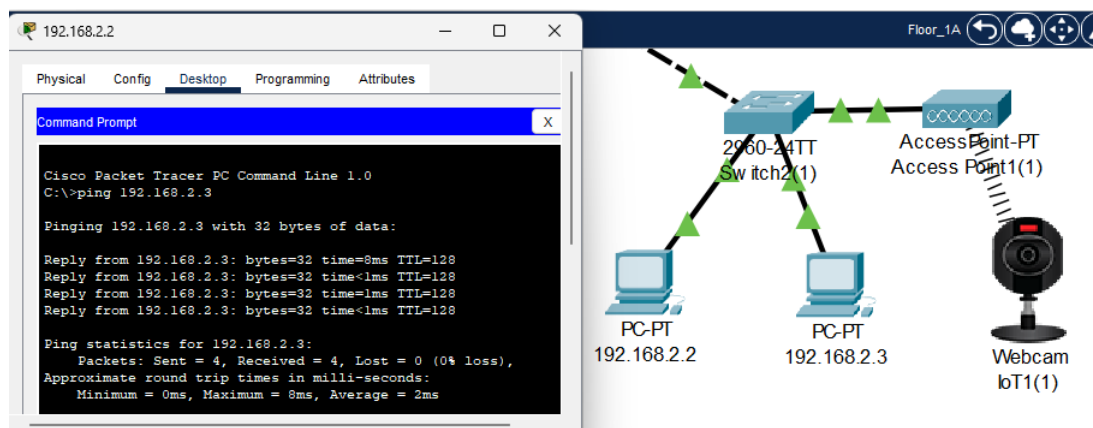 192.168.2.2
Physical Config Desktop Programming Attributes
Command Prompt
X
Cisco Packet Tracer PC Command Line 1.0
C:\>ping 192.168.2.3
Pinging 192.168.2.3 with 32 bytes of data:
Reply from 192.168.2.3: bytes=32 time=8ms TTL=128
Reply from 192.168.2.3: bytes=32 time<1ms TTL=128
Reply from 192.168.2.3: bytes=32 time=1ms TTL=128
Reply from 192.168.2.3: bytes=32 time<1ms TTL=128
Ping statistics for 192.168.2.3:
Packets: Sent = 4, Received = 4, Lost = 0 (0% loss),
Approximate round trip times in milli-seconds:
Minimum = 0ms, Maximum = 8ms, Average = 2ms
Floor_1A
2960-24TT
Switch2(1)
AccessPoint-PT
Access Point1(1)
PC-PT
192.168.2.2
PC-PT
192.168.2.3
Webcam
IoT1(1)